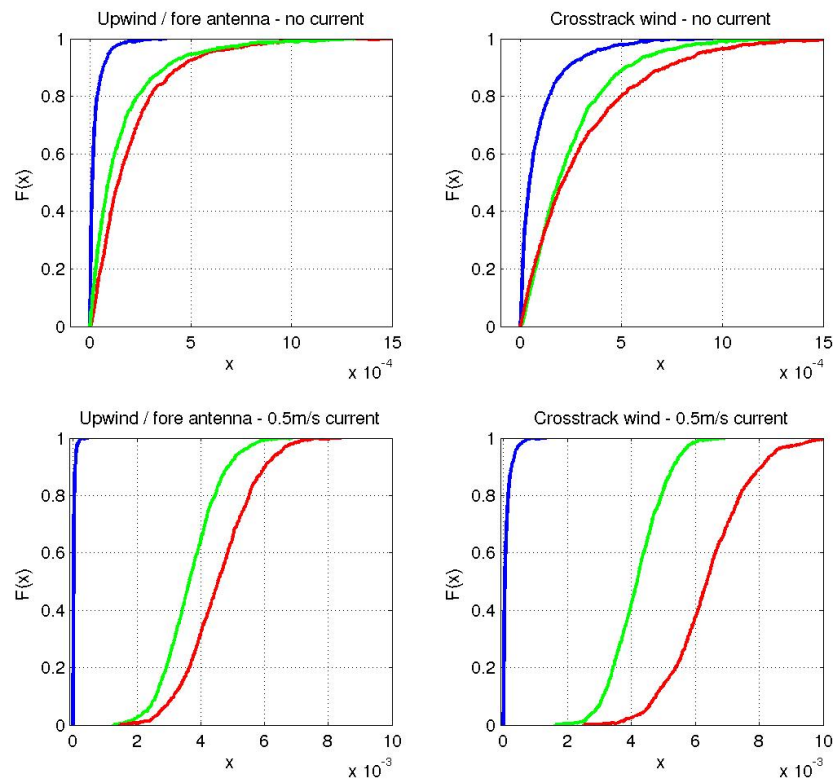 Upwind / fore antenna - no current
1
0.8
0.6
0.4
0.2
0
F(x)
0
5
10
15
x
x 10^-4
Crosstrack wind - no current
1
0.8
0.6
0.4
0.2
0
F(x)
0
5
10
15
x
x 10^-4
Upwind / fore antenna - 0.5m/s current
1
0.8
0.6
0.4
0.2
0
F(x)
0
2
4
6
8
10
x
x 10^-3
Crosstrack wind - 0.5m/s current
1
0.8
0.6
0.4
0.2
0
F(x)
0
2
4
6
8
10
x
x 10^-3